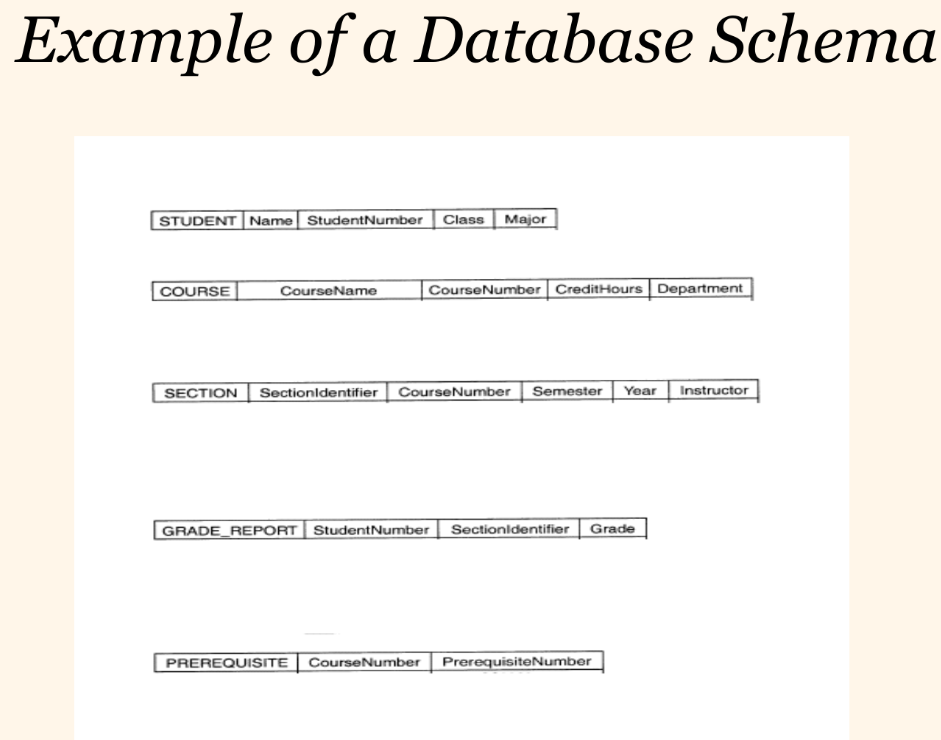 Example of a Database Schema
STUDENT Name StudentNumber Class Major
COURSE CourseName CourseNumber CreditHours Department
SECTION SectionIdentifier CourseNumber Semester Year Instructor
GRADE_REPORT StudentNumber SectionIdentifier Grade
PREREQUISITE CourseNumber PrerequisiteNumber